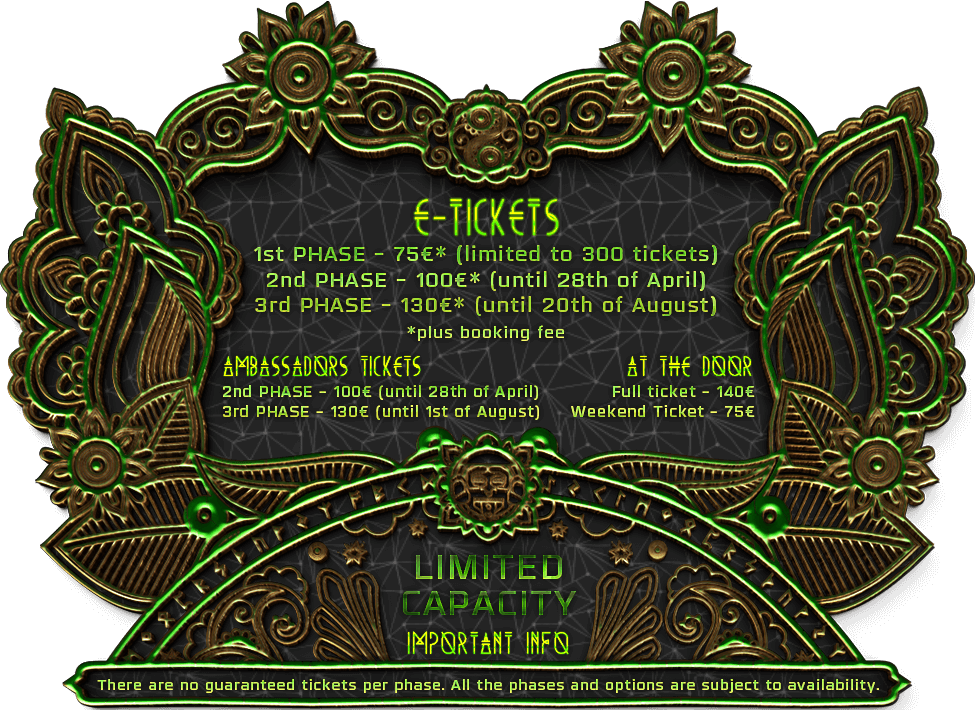 E-TICKETS
1st PHASE - 75€* (limited to 300 tickets)
2nd PHASE - 100€* (until 28th of April)
3rd PHASE - 130€* (until 20th of August)
*plus booking fee
AMBASSADORS TICKETS
2nd PHASE - 100€ (until 28th of April)
3rd PHASE - 130€ (until 1st of August)
AT THE DOOR
Full ticket - 140€
Weekend Ticket - 75€
LIMITED
CAPACITY
IMPORTANT INFO
There are no guaranteed tickets per phase. All the phases and options are subject to availability.